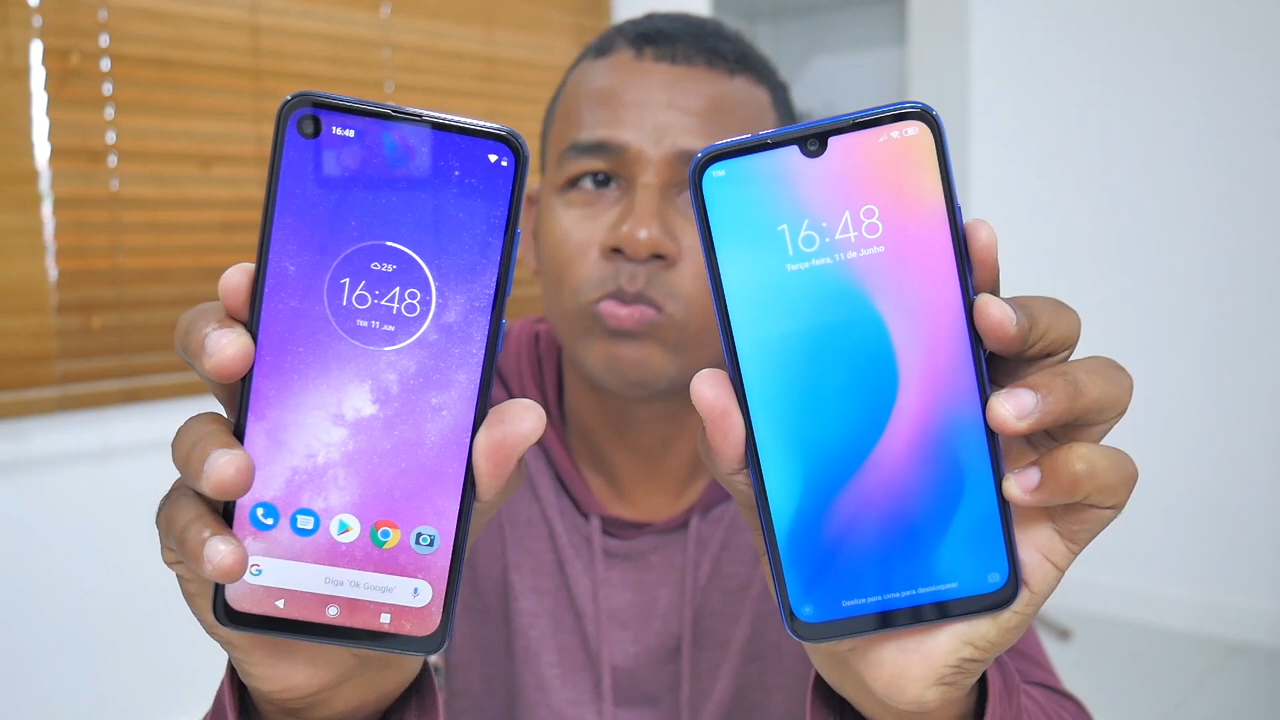 16:48
25°
16:48
TER 11 JUN
G Diga 'Ok Google'
TIM
16:48
Terça-feira, 11 de Junho
Deslize para cima para desbloquear